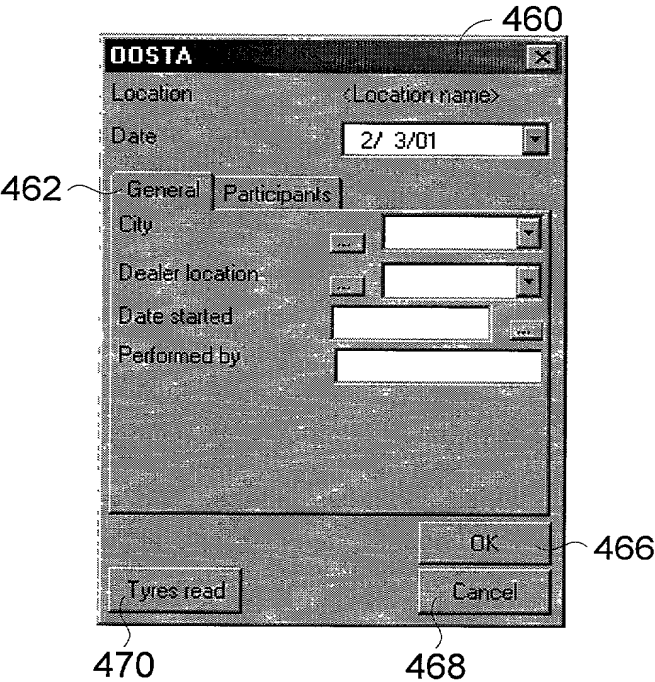 460
OOSTA
Location <Location name>
Date 2/ 3/01
462
General Participants
City ...
Dealer location ...
Date started ...
Performed by
OK
466
Tyres read Cancel
470 468